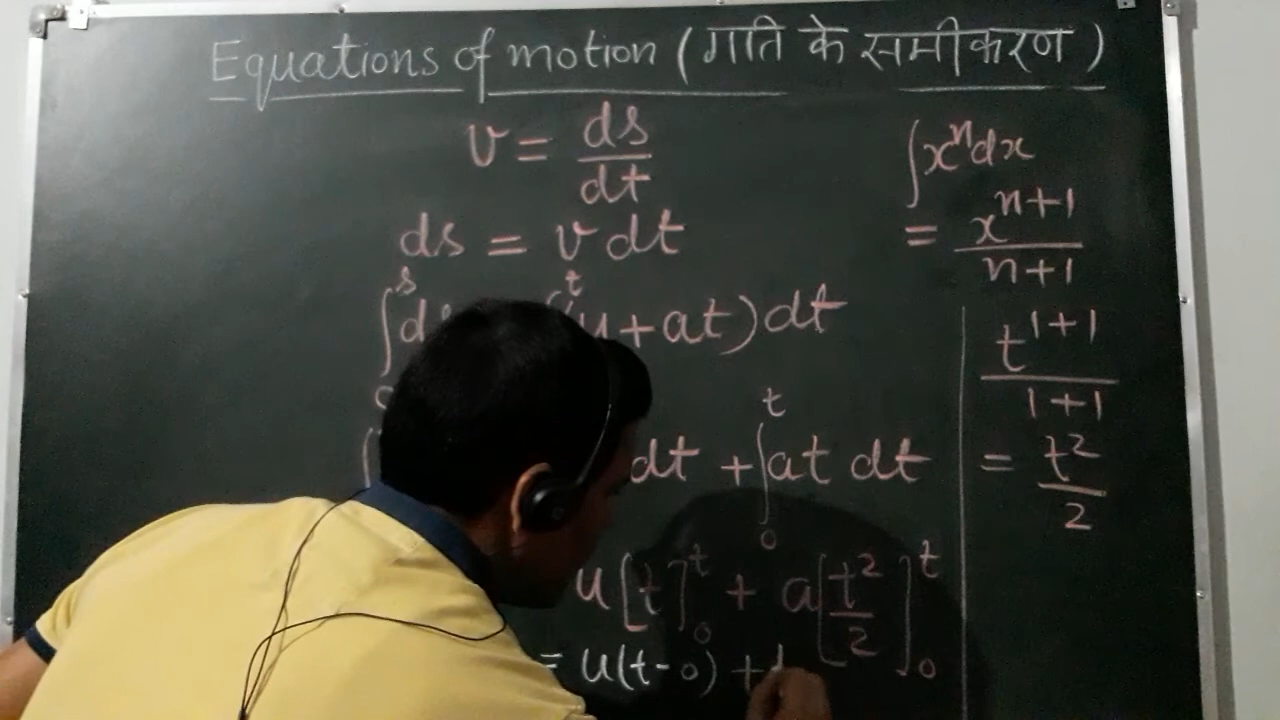 Equations of motion (गति के समीकरण)
v = ds/dt
ds = v dt
∫₀ˢ d (u + at) dt
dt + ∫₀ᵗ at dt
u[t]₀ᵗ + a[t²/2]₀ᵗ
= u(t-0) +
∫xⁿdx
= xⁿ⁺¹/n+1
t¹⁺¹/1+1
= t²/2